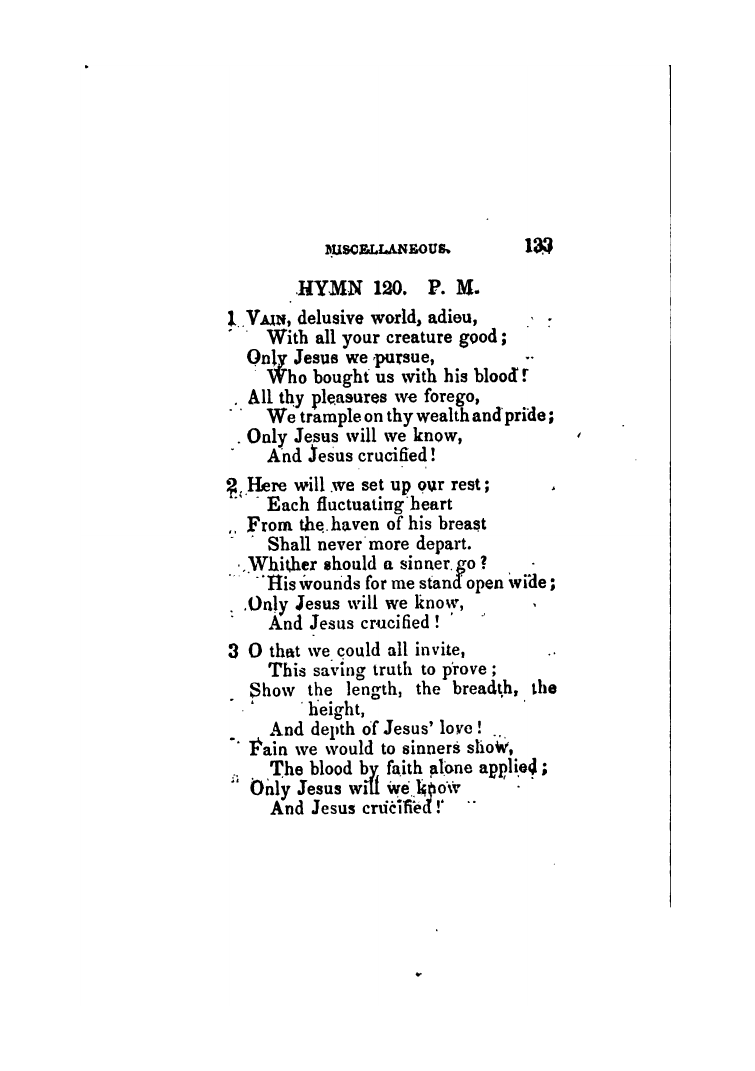 MISCELLANEOUS. 133
HYMN 120. P. M.
1 VAIN, delusive world, adieu,
With all your creature good;
Only Jesus we pursue,
Who bought us with his blood!
All thy pleasures we forego,
We trample on thy wealth and pride;
Only Jesus will we know,
And Jesus crucified!
2 Here will we set up our rest;
Each fluctuating heart
From the haven of his breast
Shall never more depart.
Whither should a sinner go?
His wounds for me stand open wide;
Only Jesus will we know,
And Jesus crucified!
3 O that we could all invite,
This saving truth to prove;
Show the length, the breadth, the
height,
And depth of Jesus' love!
Fain we would to sinners show,
The blood by faith alone applied;
Only Jesus will we know
And Jesus crucified!